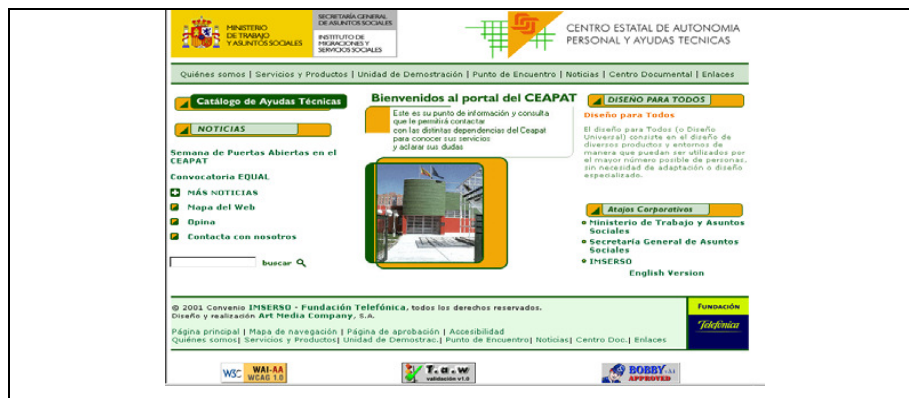 MINISTERIO
DE TRABAJO
Y ASUNTOS SOCIALES
SECRETARÍA GENERAL
DE ASUNTOS SOCIALES
INSTITUTO DE
MIGRACIONES Y
SERVICIOS SOCIALES
CENTRO ESTATAL DE AUTONOMIA
PERSONAL Y AYUDAS TECNICAS
Quiénes somos | Servicios y Productos | Unidad de Demostración | Punto de Encuentro | Noticias | Centro Documental | Enlaces
Catálogo de Ayudas Técnicas
NOTICIAS
Semana de Puertas Abiertas en el
CEAPAT
Convocatoria EQUAL
MÁS NOTICIAS
Mapa del Web
Opina
Contacta con nosotros
buscar
Bienvenidos al portal del CEAPAT
Este es su punto de información y consulta
que le permitirá contactar
con las distintas dependencias del Ceapat
para conocer sus servicios
y aclarar sus dudas
DISEÑO PARA TODOS
Diseño para Todos
El diseño para Todos (o Diseño
Universal) consiste en el diseño de
diversos productos y entornos de
manera que puedan ser utilizados por
el mayor número posible de personas,
sin necesidad de adaptación o diseño
especializado.
Atajos Corporativos
Ministerio de Trabajo y Asuntos
Sociales
Secretaría General de Asuntos
Sociales
IMSERSO
English Version
© 2001 Convenio IMSERSO - Fundación Telefónica, todos los derechos reservados.
Diseño y realización Art Media Company, S.A.
Página principal | Mapa de navegación | Página de aprobación | Accesibilidad
Quiénes somos| Servicios y Productos| Unidad de Demostrac.| Punto de Encuentro| Noticias| Centro Doc.| Enlaces
FUNDACIÓN
Telefónica
W3C WAI-AA
WCAG 1.0
T.a.w
validación v1.0
BOBBY-AA
APPROVED